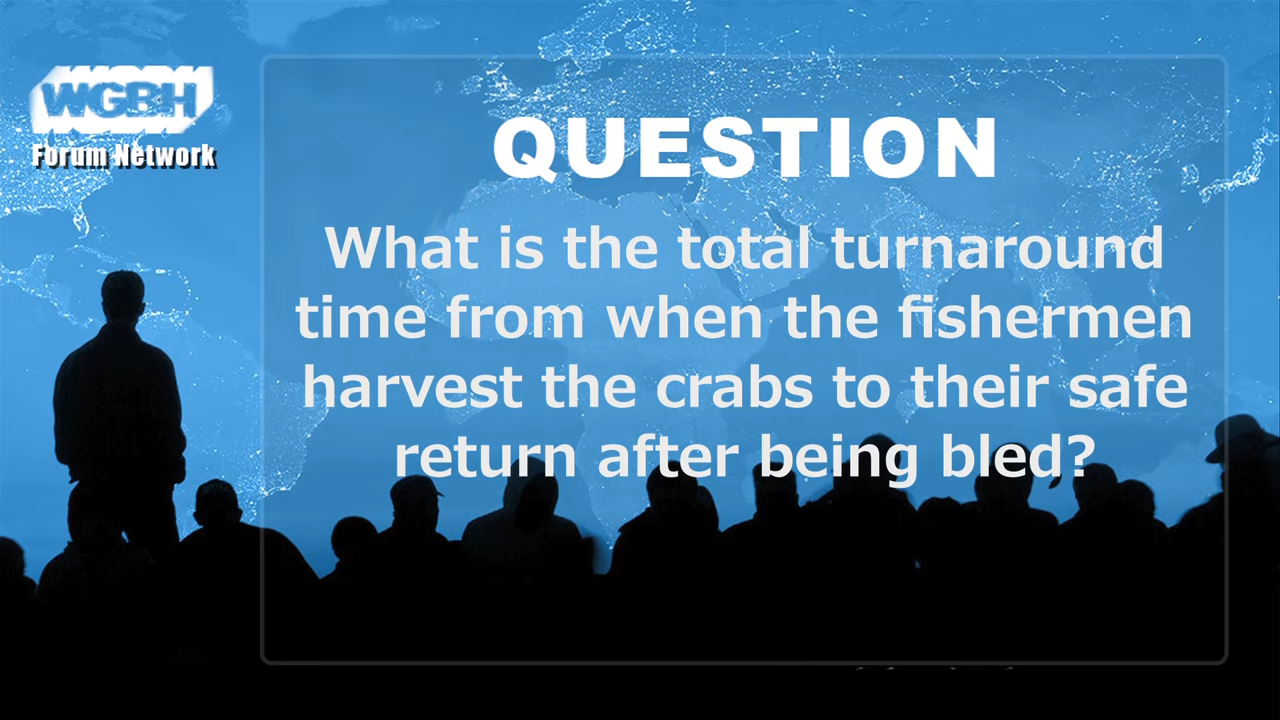 WGBH
Forum Network
QUESTION
What is the total turnaround
time from when the fishermen
harvest the crabs to their safe
return after being bled?